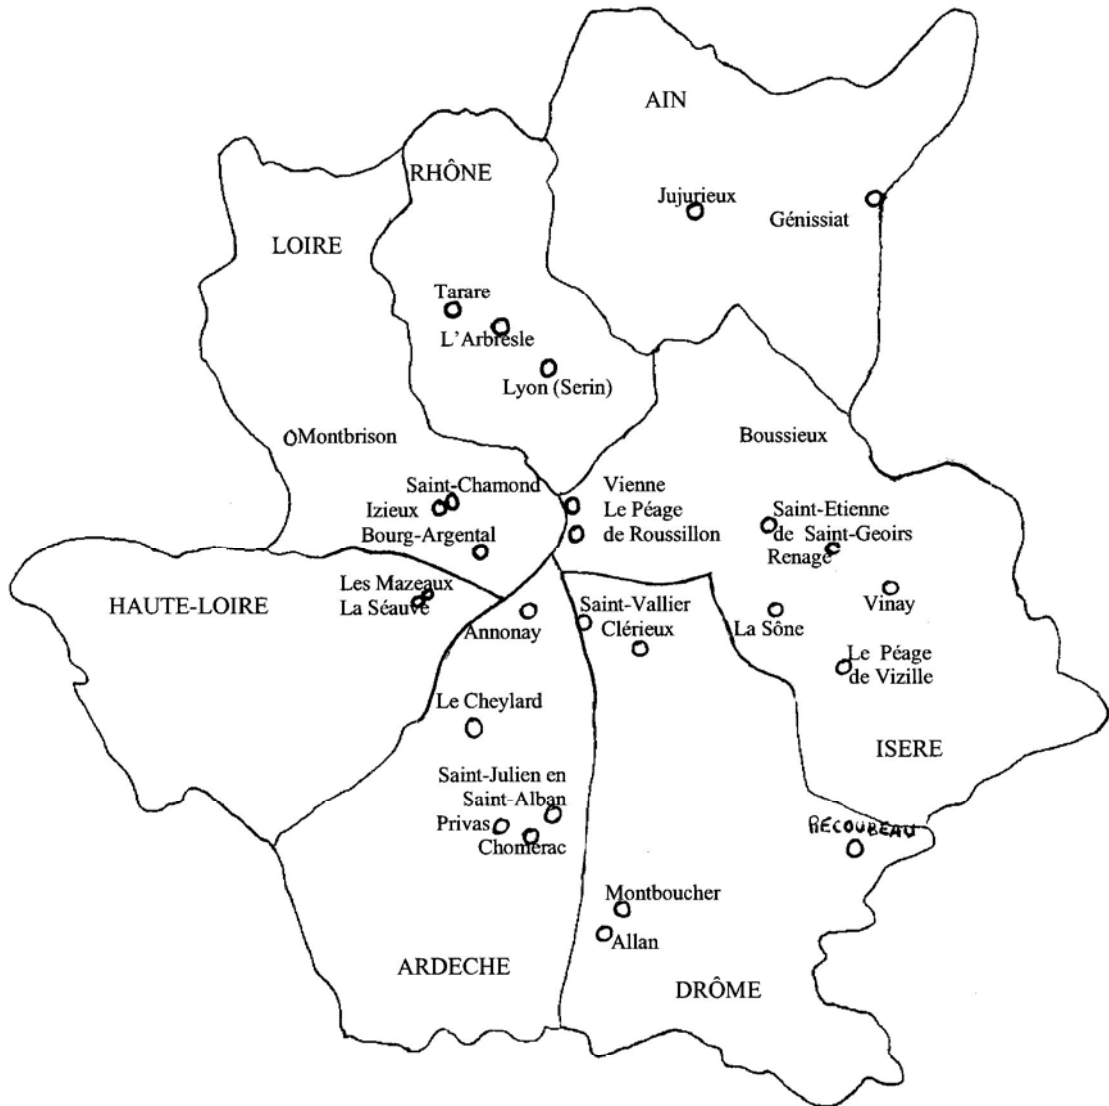 AIN
RHÔNE
Jujurieux
Génissiat
LOIRE
Tarare
L'Arbresle
Lyon (Serin)
Montbrison
Boussieux
Saint-Chamond
Izieux
Bourg-Argental
Vienne
Le Péage
de Roussillon
Saint-Etienne
de Saint-Geoirs
Renage
Les Mazeaux
La Séauve
HAUTE-LOIRE
Annonay
Saint-Vallier
Clérieux
La Sône
Vinay
Le Péage
de Vizille
Le Cheylard
ISERE
Saint-Julien en
Saint-Alban
Privas
Chomérac
RECOUBEAU
Montboucher
Allan
ARDECHE
DRÔME